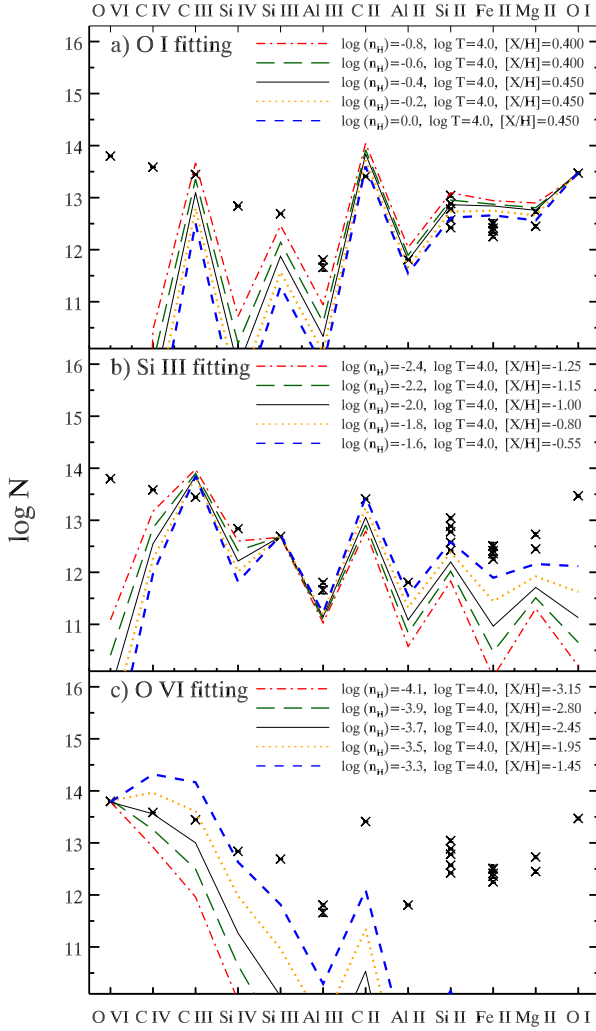 O VI C IV C III Si IV Si III Al III C II Al II Si II Fe II Mg II O I
16
a) O I fitting
log (nH)=-0.8, log T=4.0, [X/H]=0.400
log (nH)=-0.6, log T=4.0, [X/H]=0.400
15
log (nH)=-0.4, log T=4.0, [X/H]=0.450
log (nH)=-0.2, log T=4.0, [X/H]=0.450
log (nH)=0.0, log T=4.0, [X/H]=0.450
14
13
12
11
16
b) Si III fitting
log (nH)=-2.4, log T=4.0, [X/H]=-1.25
log (nH)=-2.2, log T=4.0, [X/H]=-1.15
15
log (nH)=-2.0, log T=4.0, [X/H]=-1.00
log (nH)=-1.8, log T=4.0, [X/H]=-0.80
log (nH)=-1.6, log T=4.0, [X/H]=-0.55
14
log N
13
12
11
16
c) O VI fitting
log (nH)=-4.1, log T=4.0, [X/H]=-3.15
log (nH)=-3.9, log T=4.0, [X/H]=-2.80
15
log (nH)=-3.7, log T=4.0, [X/H]=-2.45
log (nH)=-3.5, log T=4.0, [X/H]=-1.95
log (nH)=-3.3, log T=4.0, [X/H]=-1.45
14
13
12
11
O VI C IV C III Si IV Si III Al III C II Al II Si II Fe II Mg II O I